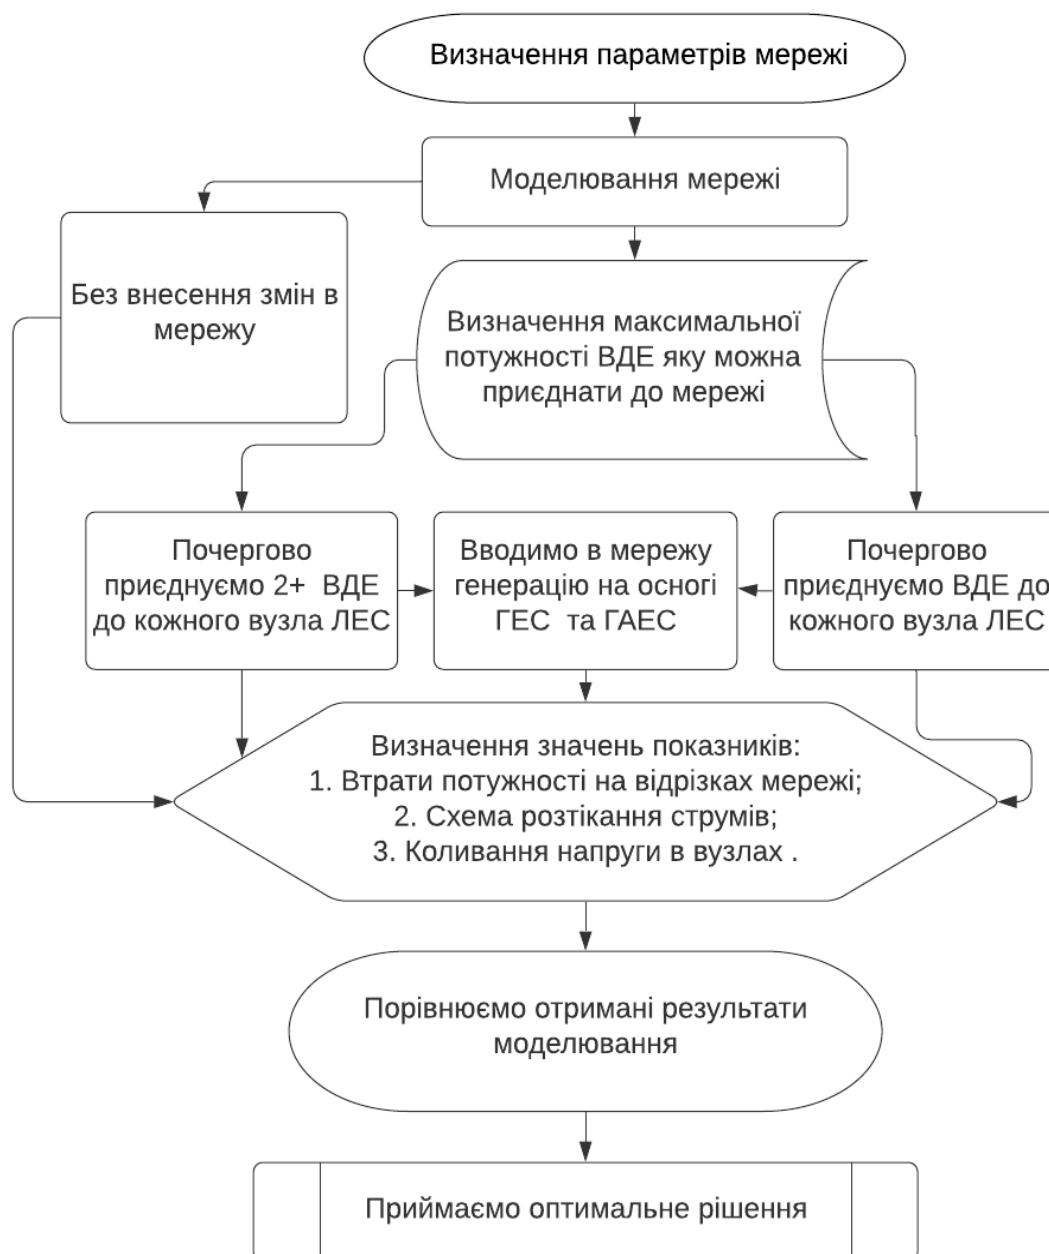 Визначення параметрів мережі
Моделювання мережі
Без внесення змін в
мережу
Визначення максимальної
потужності ВДЕ яку можна
приєднати до мережі
Почергово
приєднуємо 2+ ВДЕ
до кожного вузла ЛЕС
Вводимо в мережу
генерацію на осногі
ГЕС та ГАЕС
Почергово
приєднуємо ВДЕ до
кожного вузла ЛЕС
Визначення значень показників:
1. Втрати потужності на відрізках мережі;
2. Схема розтікання струмів;
3. Коливання напруги в вузлах .
Порівнюємо отримані результати
моделювання
Приймаємо оптимальне рішення